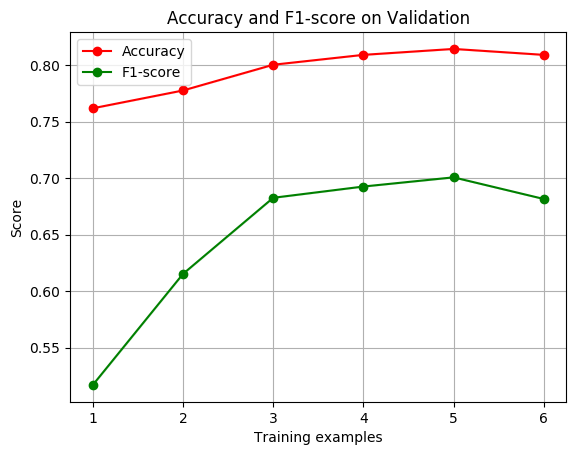 Accuracy and F1-score on Validation
Accuracy
F1-score
0.80
0.75
0.70
0.65
0.60
0.55
Score
1 2 3 4 5 6
Training examples